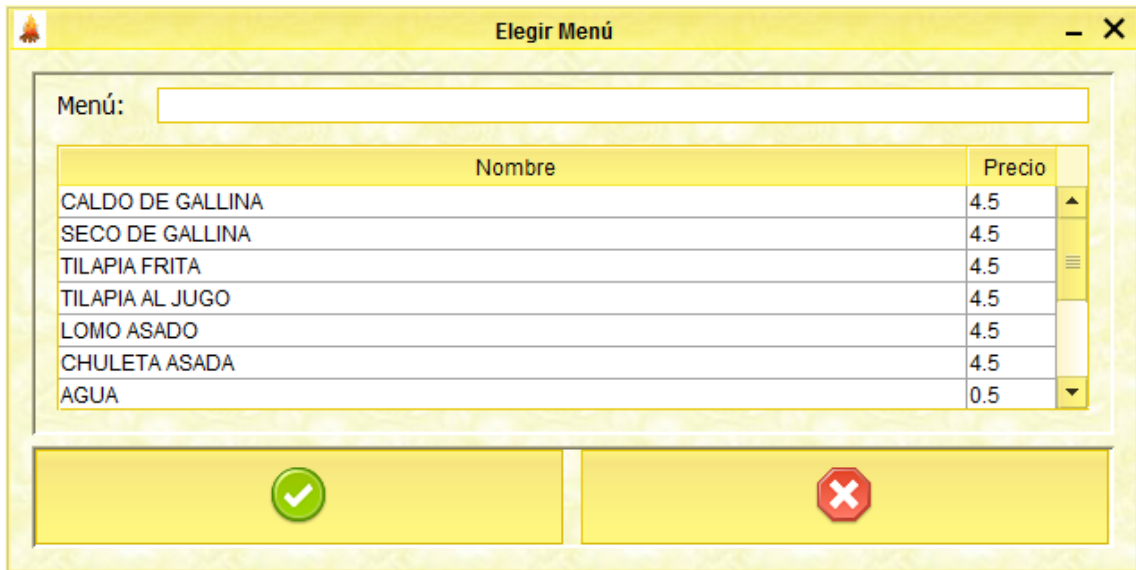 Elegir Menú
Menú:
Nombre Precio
CALDO DE GALLINA 4.5
SECO DE GALLINA 4.5
TILAPIA FRITA 4.5
TILAPIA AL JUGO 4.5
LOMO ASADO 4.5
CHULETA ASADA 4.5
AGUA 0.5